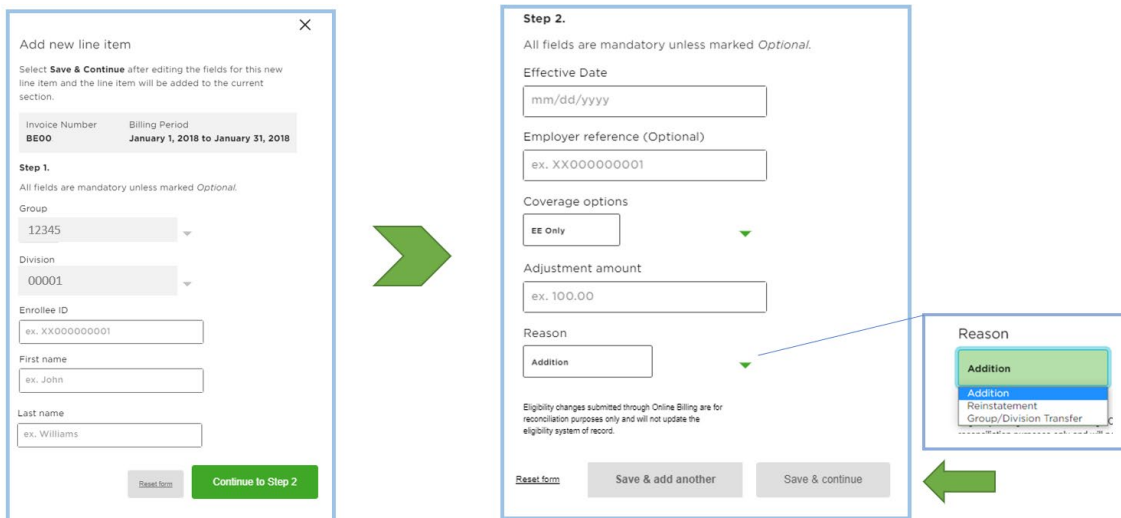 Add new line item
Select Save & Continue after editing the fields for this new
line item and the line item will be added to the current
section.
Invoice Number Billing Period
BE00 January 1, 2018 to January 31, 2018
Step 1.
All fields are mandatory unless marked Optional.
Group
12345
Division
00001
Enrollee ID
ex. XX000000001
First name
ex. John
Last name
ex. Williams
Reset form Continue to Step 2
Step 2.
All fields are mandatory unless marked Optional.
Effective Date
mm/dd/yyyy
Employer reference (Optional)
ex. XX000000001
Coverage options
EE Only
Adjustment amount
ex. 100.00
Reason
Addition
Eligibility changes submitted through Online Billing are for
reconciliation purposes only and will not update the
eligibility system of record.
Reset form Save & add another Save & continue
Reason
Addition
Addition
Reinstatement
Group/Division Transfer